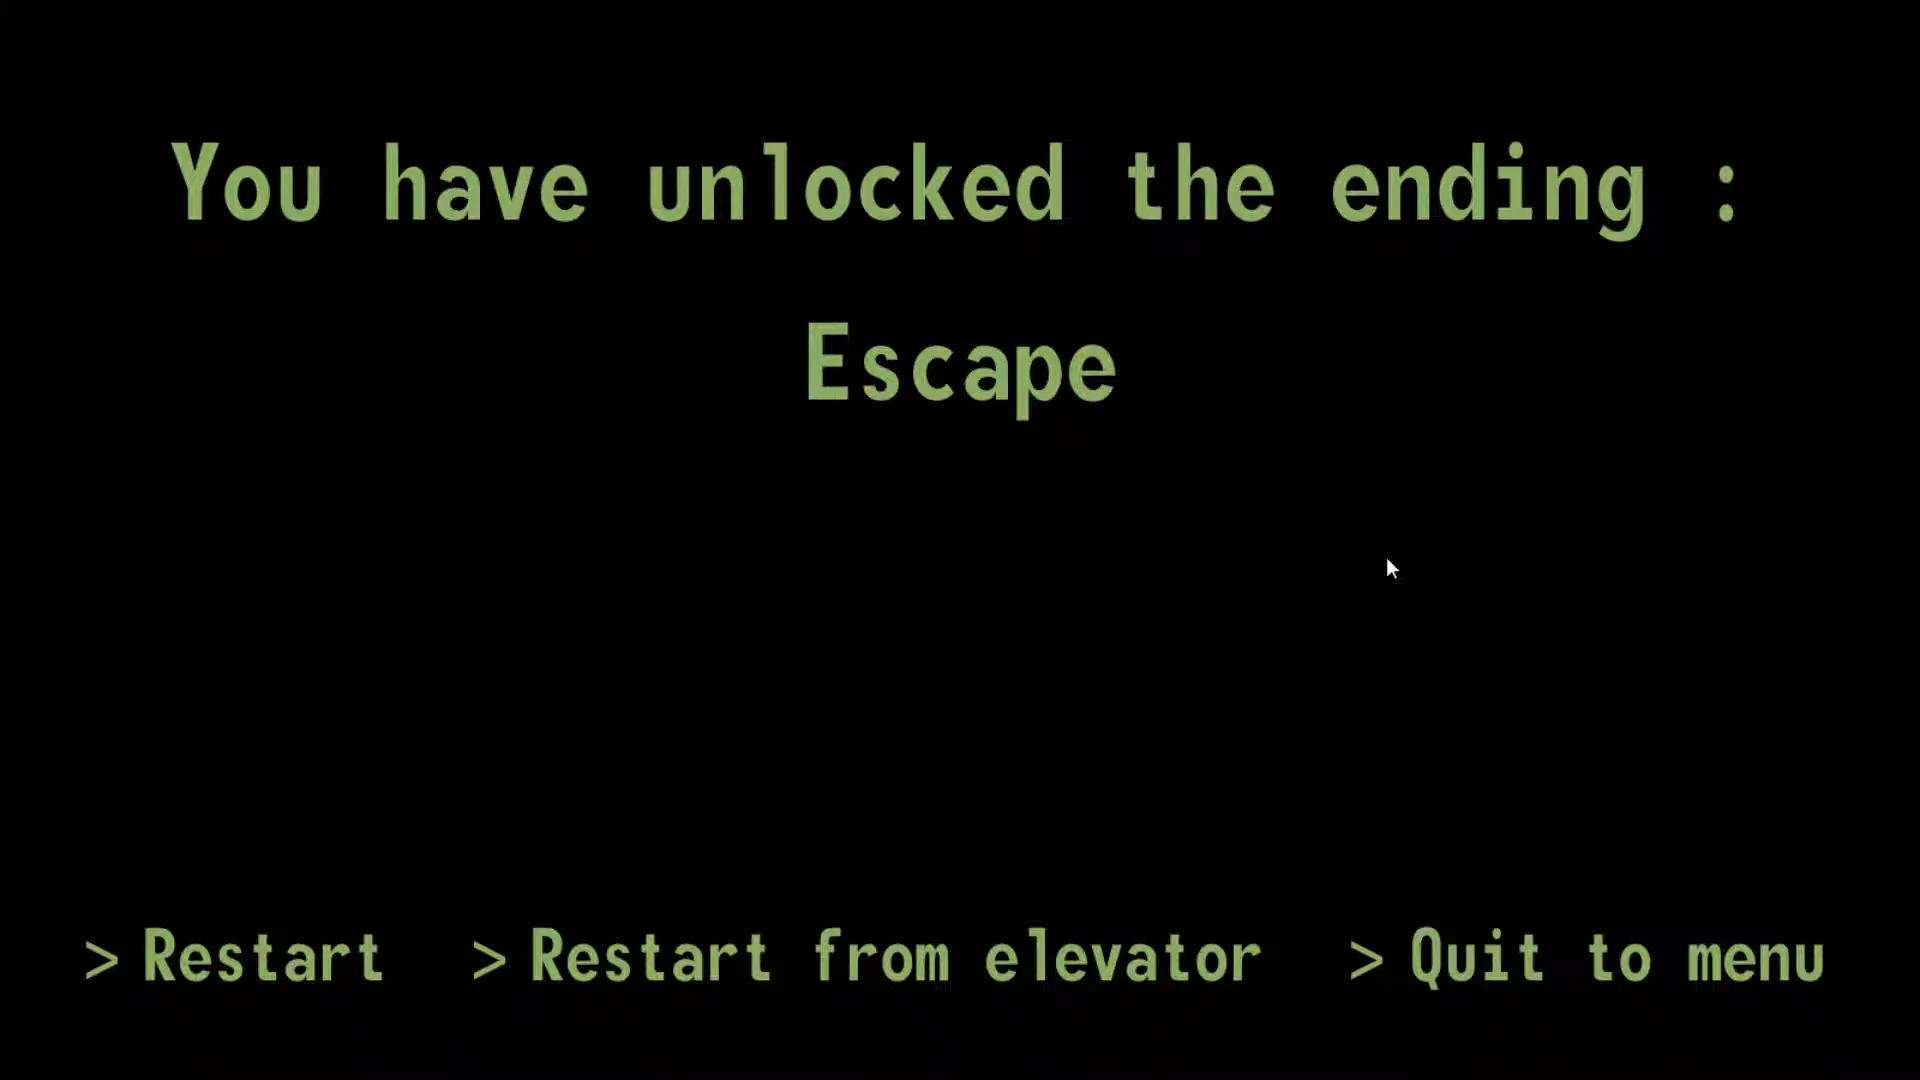 You have unlocked the ending :
Escape
> Restart > Restart from elevator > Quit to menu